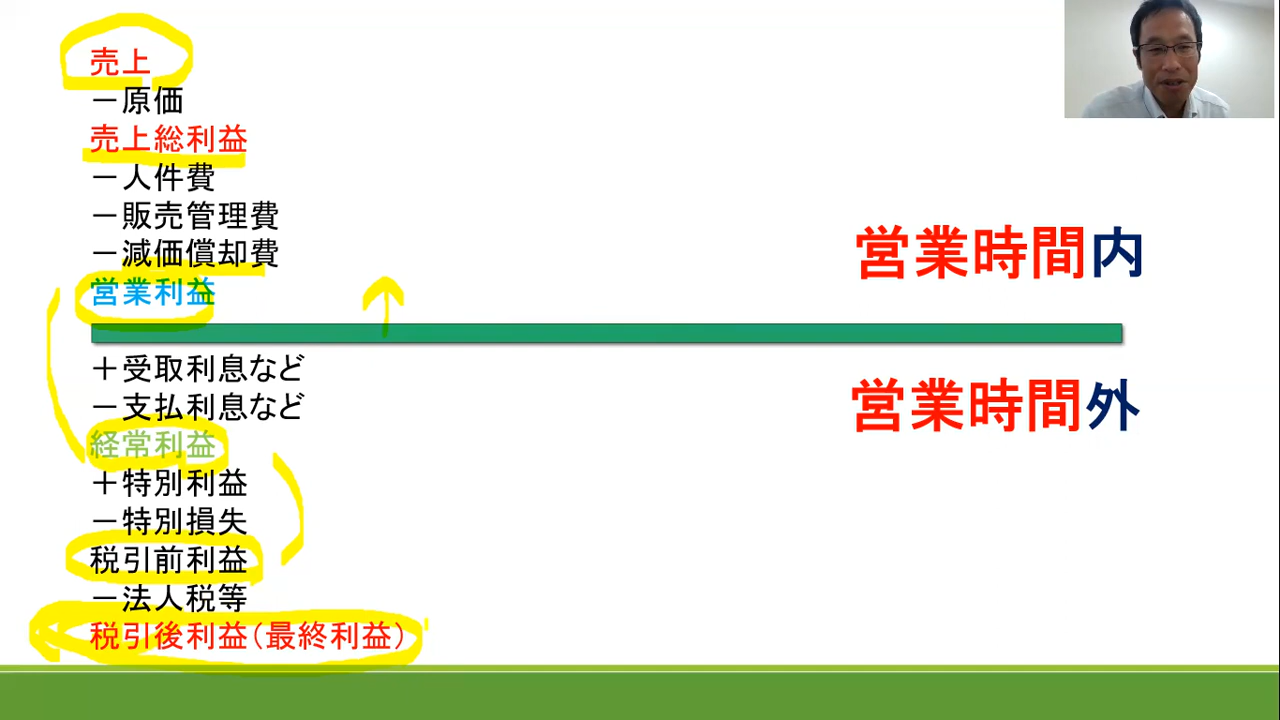 売上
－原価
売上総利益
－人件費
－販売管理費
－減価償却費
営業利益
＋受取利息など
－支払利息など
経常利益
＋特別利益
－特別損失
税引前利益
－法人税等
税引後利益（最終利益）
営業時間内
営業時間外